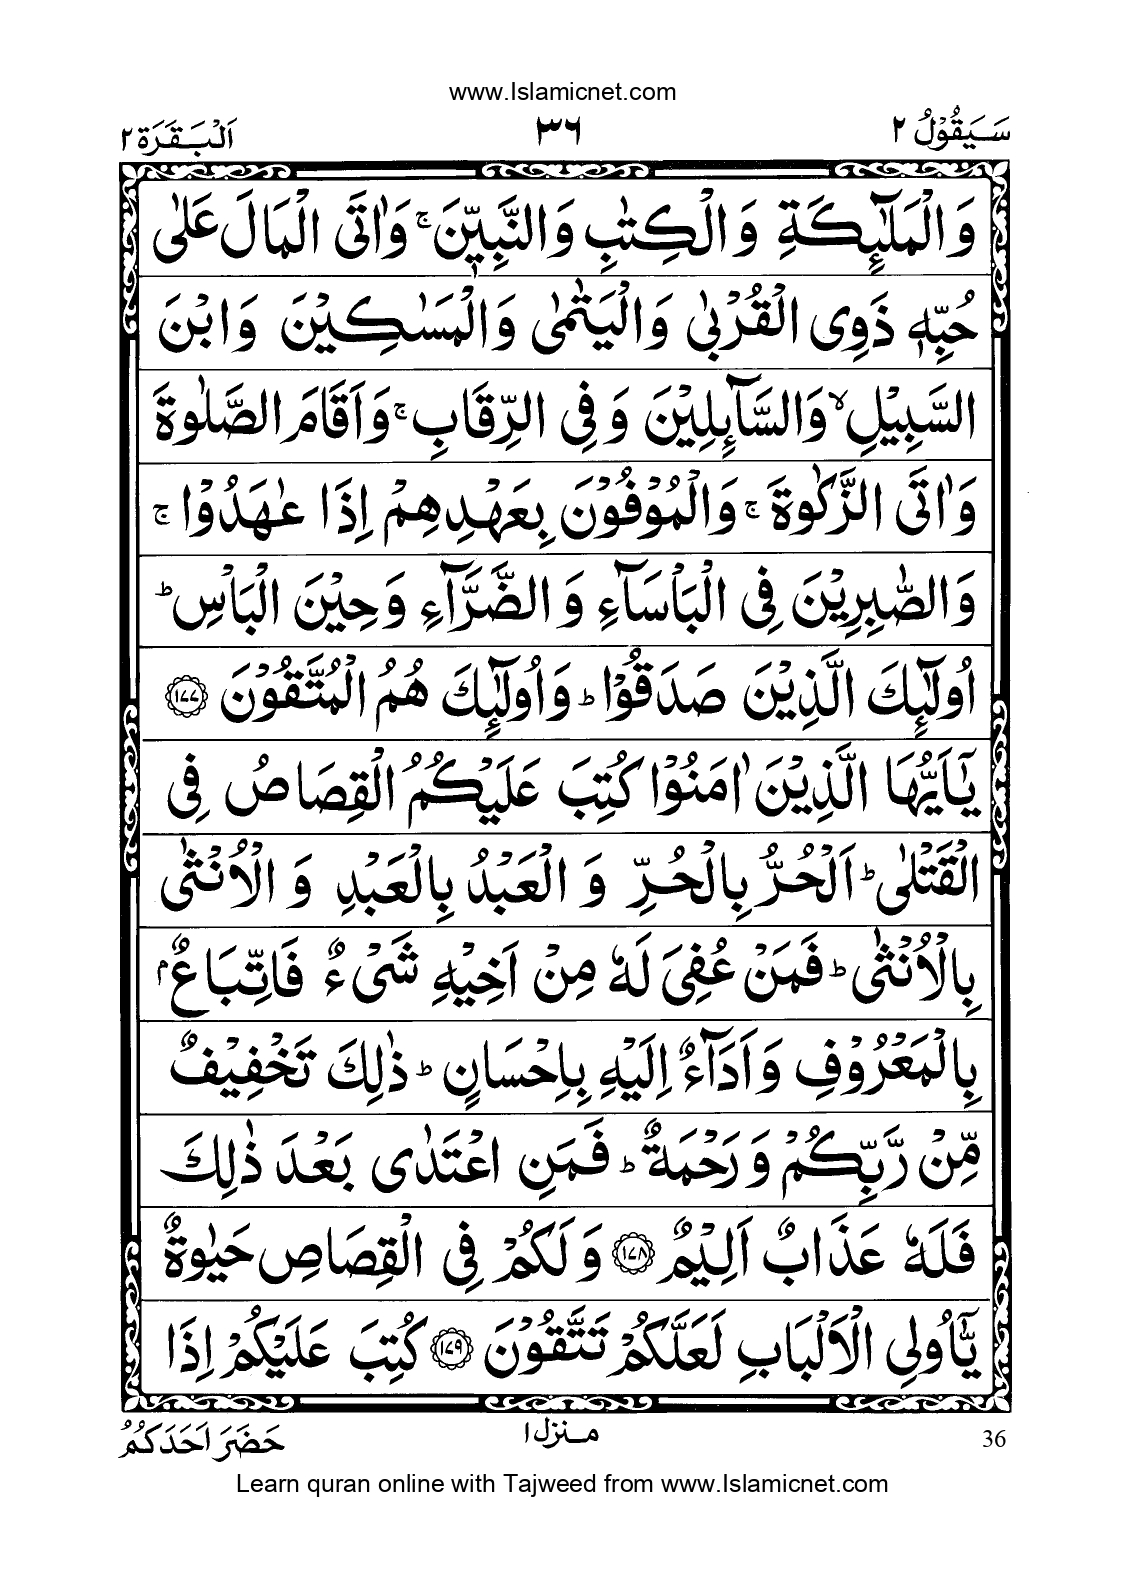 www.Islamicnet.com
سَيَقُوْلُ ٢ ٣٦ اَلْبَقَرَة ٢
وَالْمَلٰٓئِكَةِ وَالْكِتٰبِ وَالنَّبِيّٖنَ ۚ وَاٰتَى الْمَالَ عَلٰى
حُبِّهٖ ذَوِى الْقُرْبٰى وَالْيَتٰمٰى وَالْمَسٰكِيْنَ وَابْنَ
السَّبِيْلِ ۙ وَالسَّآئِلِيْنَ وَفِى الرِّقَابِ ۚ وَاَقَامَ الصَّلٰوةَ
وَاٰتَى الزَّكٰوةَ ۚ وَالْمُوْفُوْنَ بِعَهْدِهِمْ اِذَا عٰهَدُوْا ۚ
وَالصّٰبِرِيْنَ فِى الْبَاْسَآءِ وَالضَّرَّآءِ وَحِيْنَ الْبَاْسِ ؕ
اُولٰٓئِكَ الَّذِيْنَ صَدَقُوْا ؕ وَاُولٰٓئِكَ هُمُ الْمُتَّقُوْنَ ١٧٧
يٰٓاَيُّهَا الَّذِيْنَ اٰمَنُوْا كُتِبَ عَلَيْكُمُ الْقِصَاصُ فِى
الْقَتْلٰى ؕ اَلْحُرُّ بِالْحُرِّ وَالْعَبْدُ بِالْعَبْدِ وَالْاُنْثٰى
بِالْاُنْثٰى ؕ فَمَنْ عُفِىَ لَهٗ مِنْ اَخِيْهِ شَىْءٌ فَاتِّبَاعٌۢ
بِالْمَعْرُوْفِ وَاَدَآءٌ اِلَيْهِ بِاِحْسَانٍ ؕ ذٰلِكَ تَخْفِيْفٌ
مِّنْ رَّبِّكُمْ وَرَحْمَةٌ ؕ فَمَنِ اعْتَدٰى بَعْدَ ذٰلِكَ
فَلَهٗ عَذَابٌ اَلِيْمٌ ١٧٨ وَلَكُمْ فِى الْقِصَاصِ حَيٰوةٌ
يّٰٓاُولِى الْاَلْبَابِ لَعَلَّكُمْ تَتَّقُوْنَ ١٧٩ كُتِبَ عَلَيْكُمْ اِذَا
36 منزل ١ حَضَرَ اَحَدَكُمُ
Learn quran online with Tajweed from www.Islamicnet.com